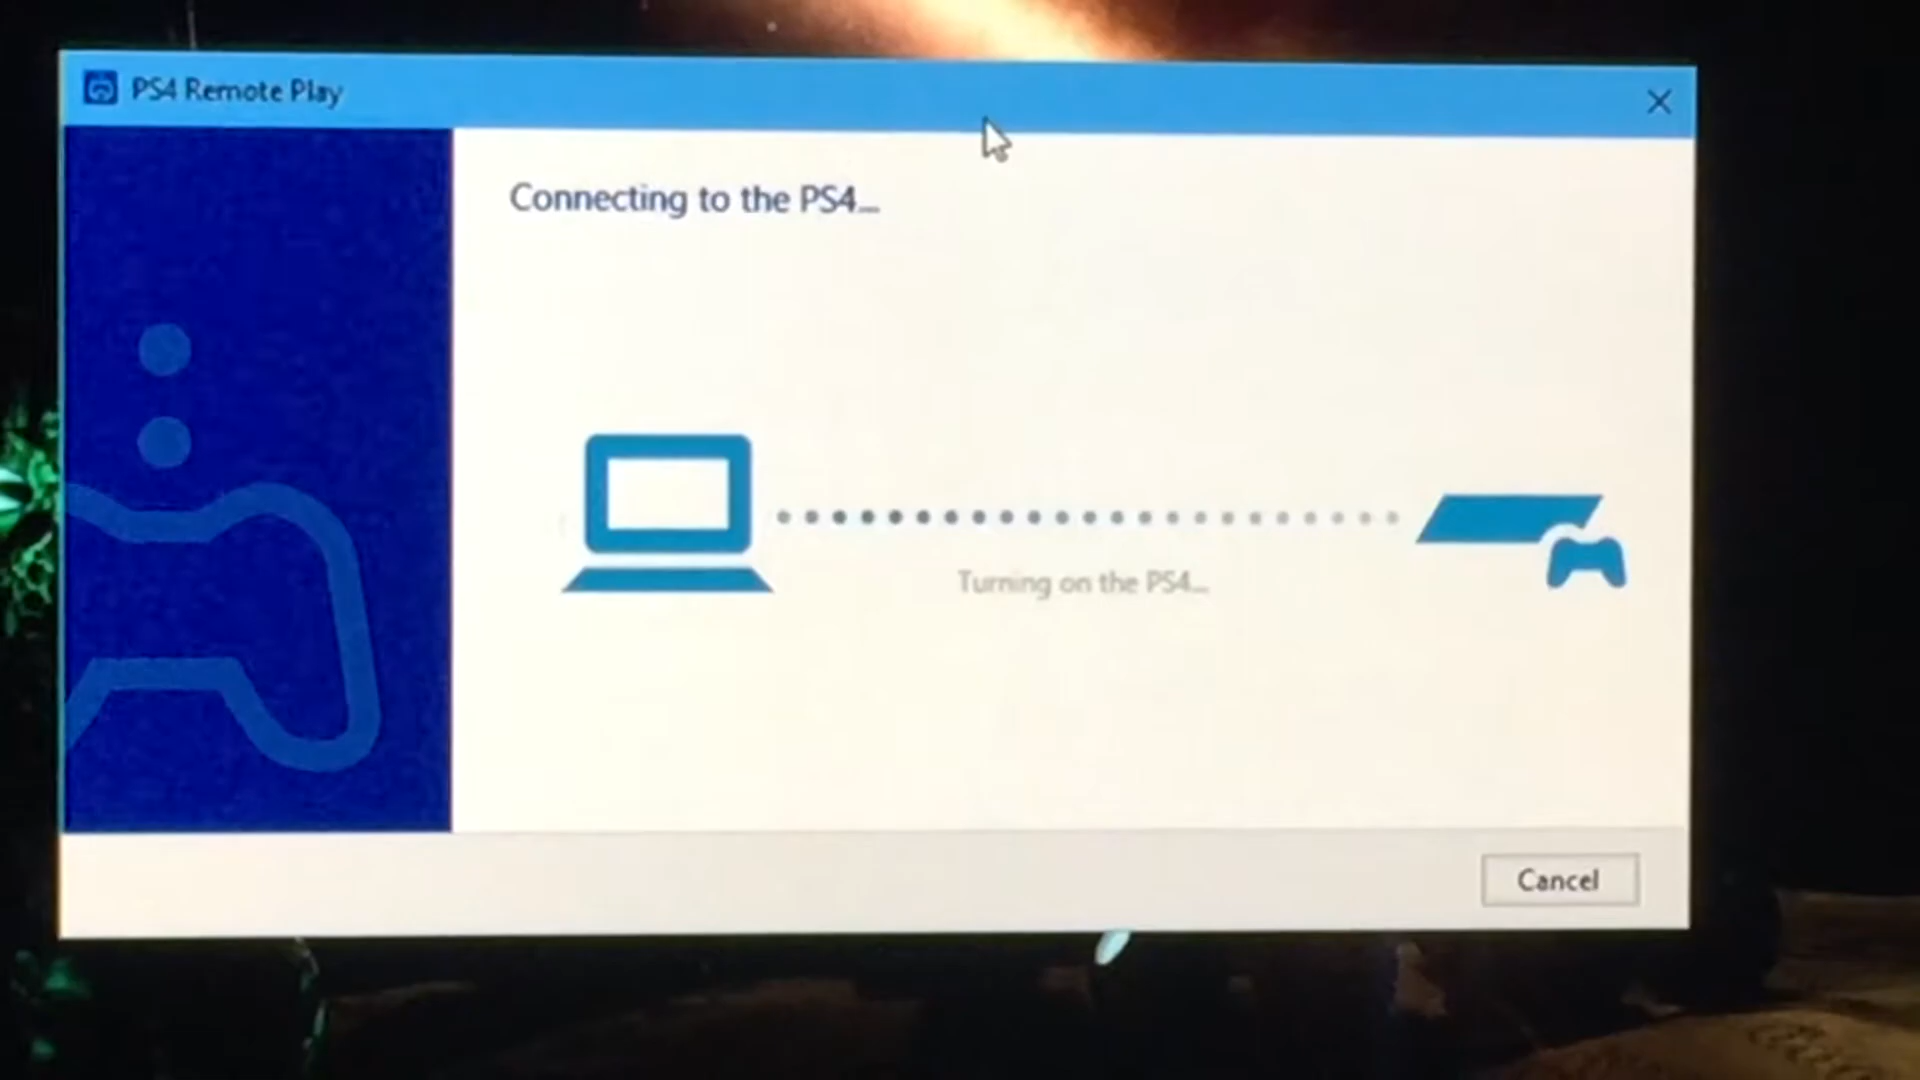 PS4 Remote Play
Connecting to the PS4...
Turning on the PS4...
Cancel